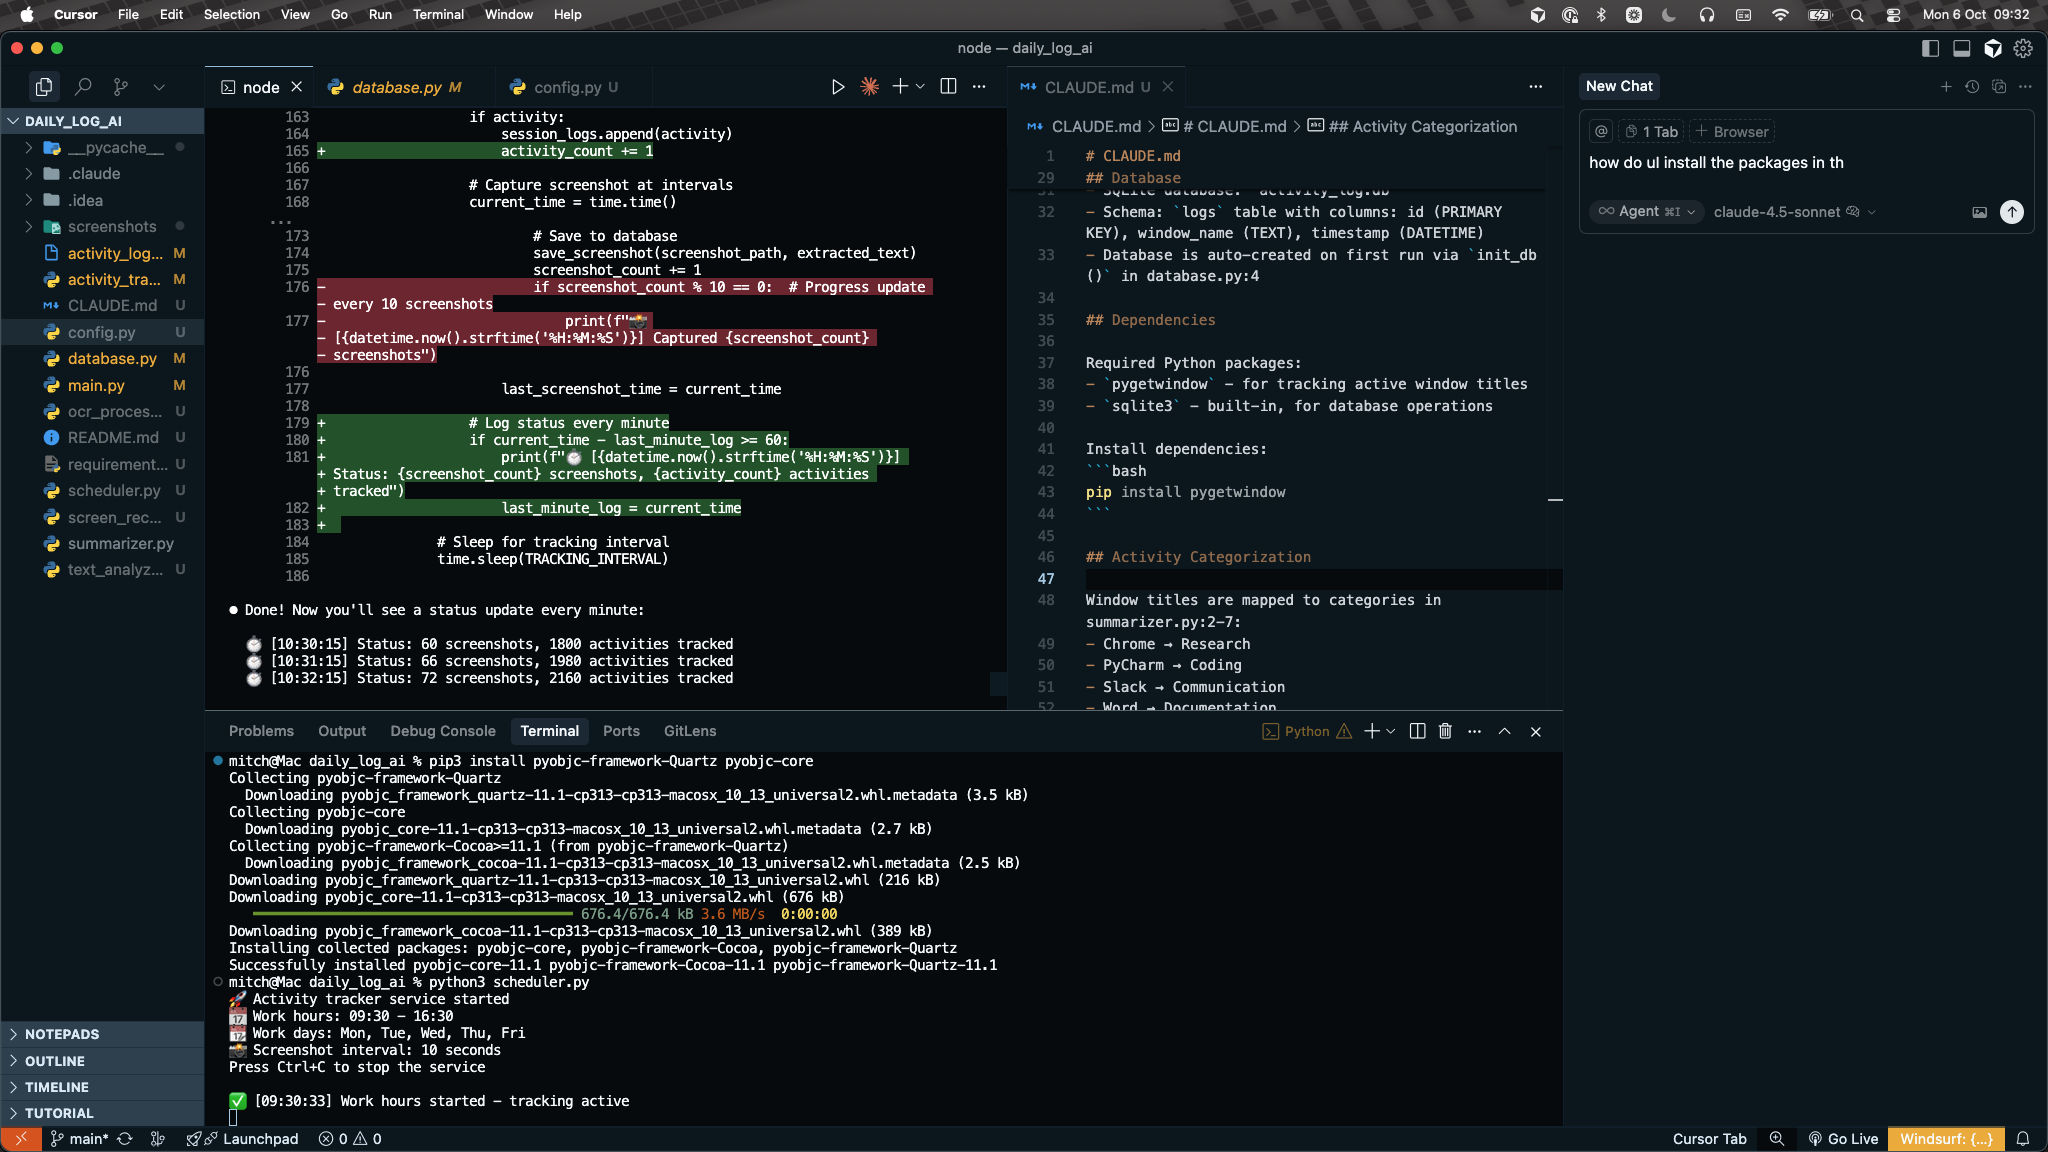 Cursor File Edit Selection View Go Run Terminal Window Help
Mon 6 Oct 09:32
node — daily_log_ai
DAILY_LOG_AI
__pycache__
.claude
.idea
screenshots
activity_log... M
activity_tra... M
CLAUDE.md U
config.py U
database.py M
main.py M
ocr_proces... U
README.md U
requirement... U
scheduler.py U
screen_rec... U
summarizer.py
text_analyz... U
NOTEPADS
OUTLINE
TIMELINE
TUTORIAL
node database.py M config.py U
163 if activity:
164 session_logs.append(activity)
165 + activity_count += 1
166
167 # Capture screenshot at intervals
168 current_time = time.time()
...
173 # Save to database
174 save_screenshot(screenshot_path, extracted_text)
175 screenshot_count += 1
176 - if screenshot_count % 10 == 0: # Progress update
- every 10 screenshots
177 - print(f"📸
- [{datetime.now().strftime('%H:%M:%S')}] Captured {screenshot_count}
- screenshots")
176
177 last_screenshot_time = current_time
178
179 + # Log status every minute
180 + if current_time - last_minute_log >= 60:
181 + print(f"⏱️ [{datetime.now().strftime('%H:%M:%S')}]
+ Status: {screenshot_count} screenshots, {activity_count} activities
+ tracked")
182 + last_minute_log = current_time
183 +
184 # Sleep for tracking interval
185 time.sleep(TRACKING_INTERVAL)
186
● Done! Now you'll see a status update every minute:
⏱️ [10:30:15] Status: 60 screenshots, 1800 activities tracked
⏱️ [10:31:15] Status: 66 screenshots, 1980 activities tracked
⏱️ [10:32:15] Status: 72 screenshots, 2160 activities tracked
CLAUDE.md U
CLAUDE.md > # CLAUDE.md > ## Activity Categorization
1 # CLAUDE.md
29 ## Database
31 - SQLite database: `activity_log.db`
32 - Schema: `logs` table with columns: id (PRIMARY
KEY), window_name (TEXT), timestamp (DATETIME)
33 - Database is auto-created on first run via `init_db
()` in database.py:4
34
35 ## Dependencies
36
37 Required Python packages:
38 - `pygetwindow` - for tracking active window titles
39 - `sqlite3` - built-in, for database operations
40
41 Install dependencies:
42 ```bash
43 pip install pygetwindow
44 ```
45
46 ## Activity Categorization
47
48 Window titles are mapped to categories in
summarizer.py:2-7:
49 - Chrome → Research
50 - PyCharm → Coding
51 - Slack → Communication
52 - Word → Documentation
New Chat
@ 1 Tab + Browser
how do uI install the packages in th
Agent ⌘I claude-4.5-sonnet
Problems Output Debug Console Terminal Ports GitLens
Python
mitch@Mac daily_log_ai % pip3 install pyobjc-framework-Quartz pyobjc-core
Collecting pyobjc-framework-Quartz
Downloading pyobjc_framework_quartz-11.1-cp313-cp313-macosx_10_13_universal2.whl.metadata (3.5 kB)
Collecting pyobjc-core
Downloading pyobjc_core-11.1-cp313-cp313-macosx_10_13_universal2.whl.metadata (2.7 kB)
Collecting pyobjc-framework-Cocoa>=11.1 (from pyobjc-framework-Quartz)
Downloading pyobjc_framework_cocoa-11.1-cp313-cp313-macosx_10_13_universal2.whl.metadata (2.5 kB)
Downloading pyobjc_framework_quartz-11.1-cp313-cp313-macosx_10_13_universal2.whl (216 kB)
Downloading pyobjc_core-11.1-cp313-cp313-macosx_10_13_universal2.whl (676 kB)
676.4/676.4 kB 3.6 MB/s 0:00:00
Downloading pyobjc_framework_cocoa-11.1-cp313-cp313-macosx_10_13_universal2.whl (389 kB)
Installing collected packages: pyobjc-core, pyobjc-framework-Cocoa, pyobjc-framework-Quartz
Successfully installed pyobjc-core-11.1 pyobjc-framework-Cocoa-11.1 pyobjc-framework-Quartz-11.1
mitch@Mac daily_log_ai % python3 scheduler.py
🚀 Activity tracker service started
📅 Work hours: 09:30 - 16:30
📆 Work days: Mon, Tue, Wed, Thu, Fri
📸 Screenshot interval: 10 seconds
Press Ctrl+C to stop the service
✅ [09:30:33] Work hours started - tracking active
main* Launchpad 0 0
Cursor Tab Go Live Windsurf: {...}